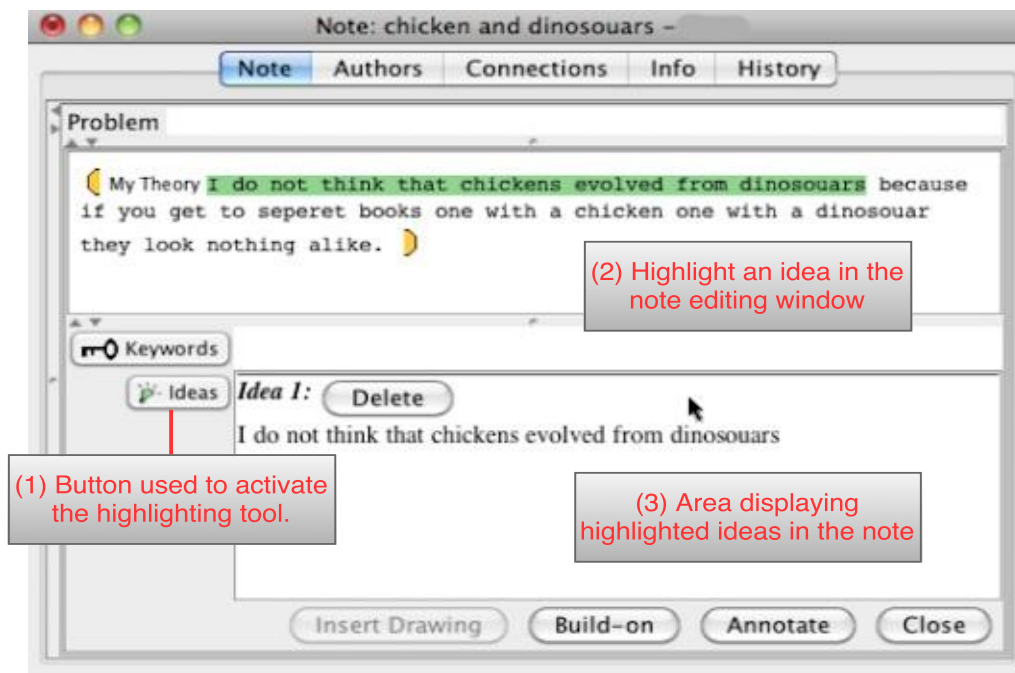 Note: chicken and dinosouars –
Note Authors Connections Info History
Problem
My Theory I do not think that chickens evolved from dinosouars because
if you get to seperet books one with a chicken one with a dinosouar
they look nothing alike.
(2) Highlight an idea in the
note editing window
Keywords
Ideas
Idea 1: Delete
I do not think that chickens evolved from dinosouars
(1) Button used to activate
the highlighting tool.
(3) Area displaying
highlighted ideas in the note
Insert Drawing Build-on Annotate Close